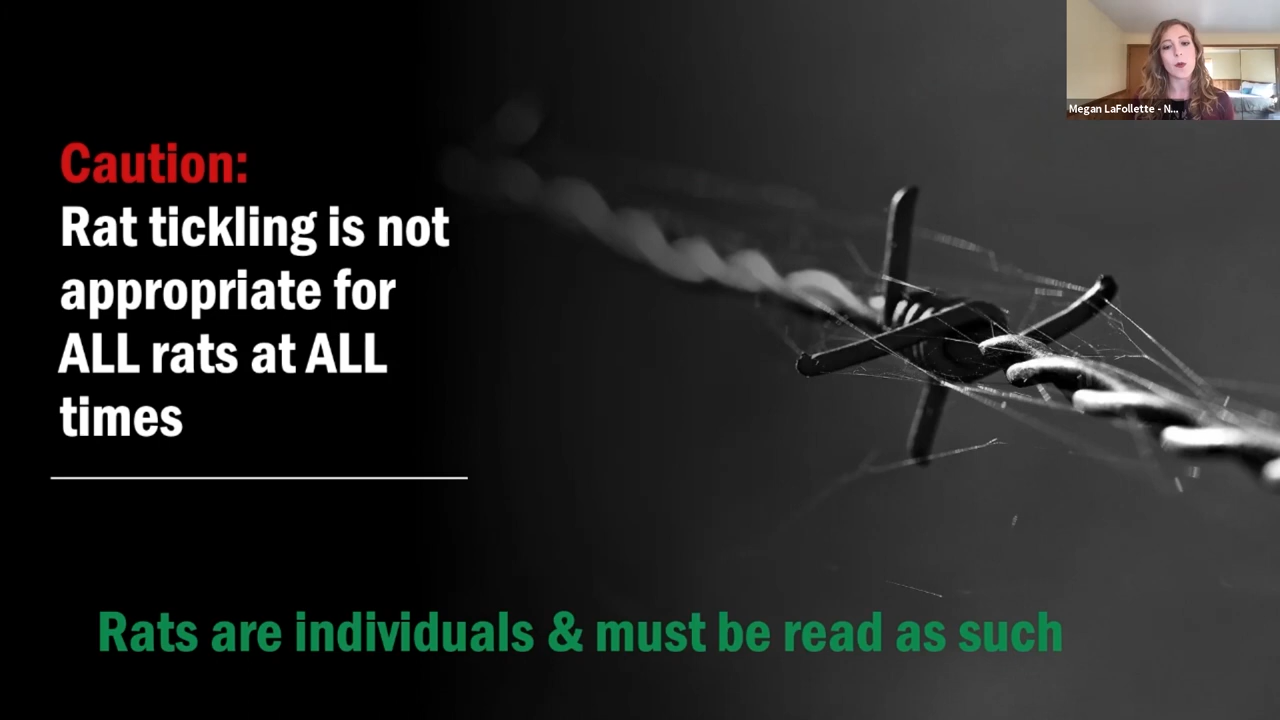 Megan LaFollette - N...
Caution:
Rat tickling is not
appropriate for
ALL rats at ALL
times
Rats are individuals & must be read as such